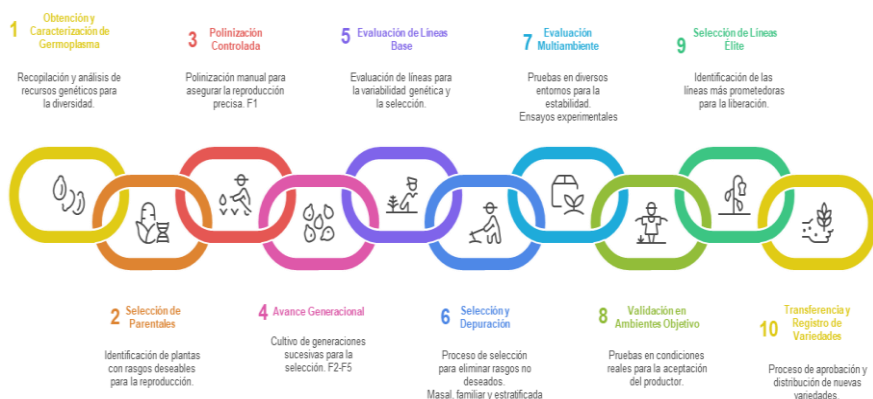 1
Obtención y
Caracterización de
Germoplasma
Recopilación y análisis de
recursos genéticos para
la diversidad.
2
Selección de
Parentales
Identificación de plantas
con rasgos deseables
para la reproducción.
3
Polinización
Controlada
Polinización manual para
asegurar la reproducción
precisa. F1
4
Avance Generacional
Cultivo de generaciones
sucesivas para la
selección. F2-F5
5
Evaluación de Líneas
Base
Evaluación de líneas para
la variabilidad genética y
la selección.
6
Selección y
Depuración
Proceso de selección
para eliminar rasgos no
deseados.
Masal, familiar y estratificada
7
Evaluación
Multiambiente
Pruebas en diversos
entornos para la
estabilidad.
Ensayos experimentales
8
Validación en
Ambientes Objetivo
Pruebas en condiciones
reales para la aceptación
del productor.
9
Selección de Líneas
Élite
Identificación de las
líneas más prometedoras
para la liberación.
10
Transferencia y
Registro de
Variedades
Proceso de aprobación y
distribución de nuevas
variedades.